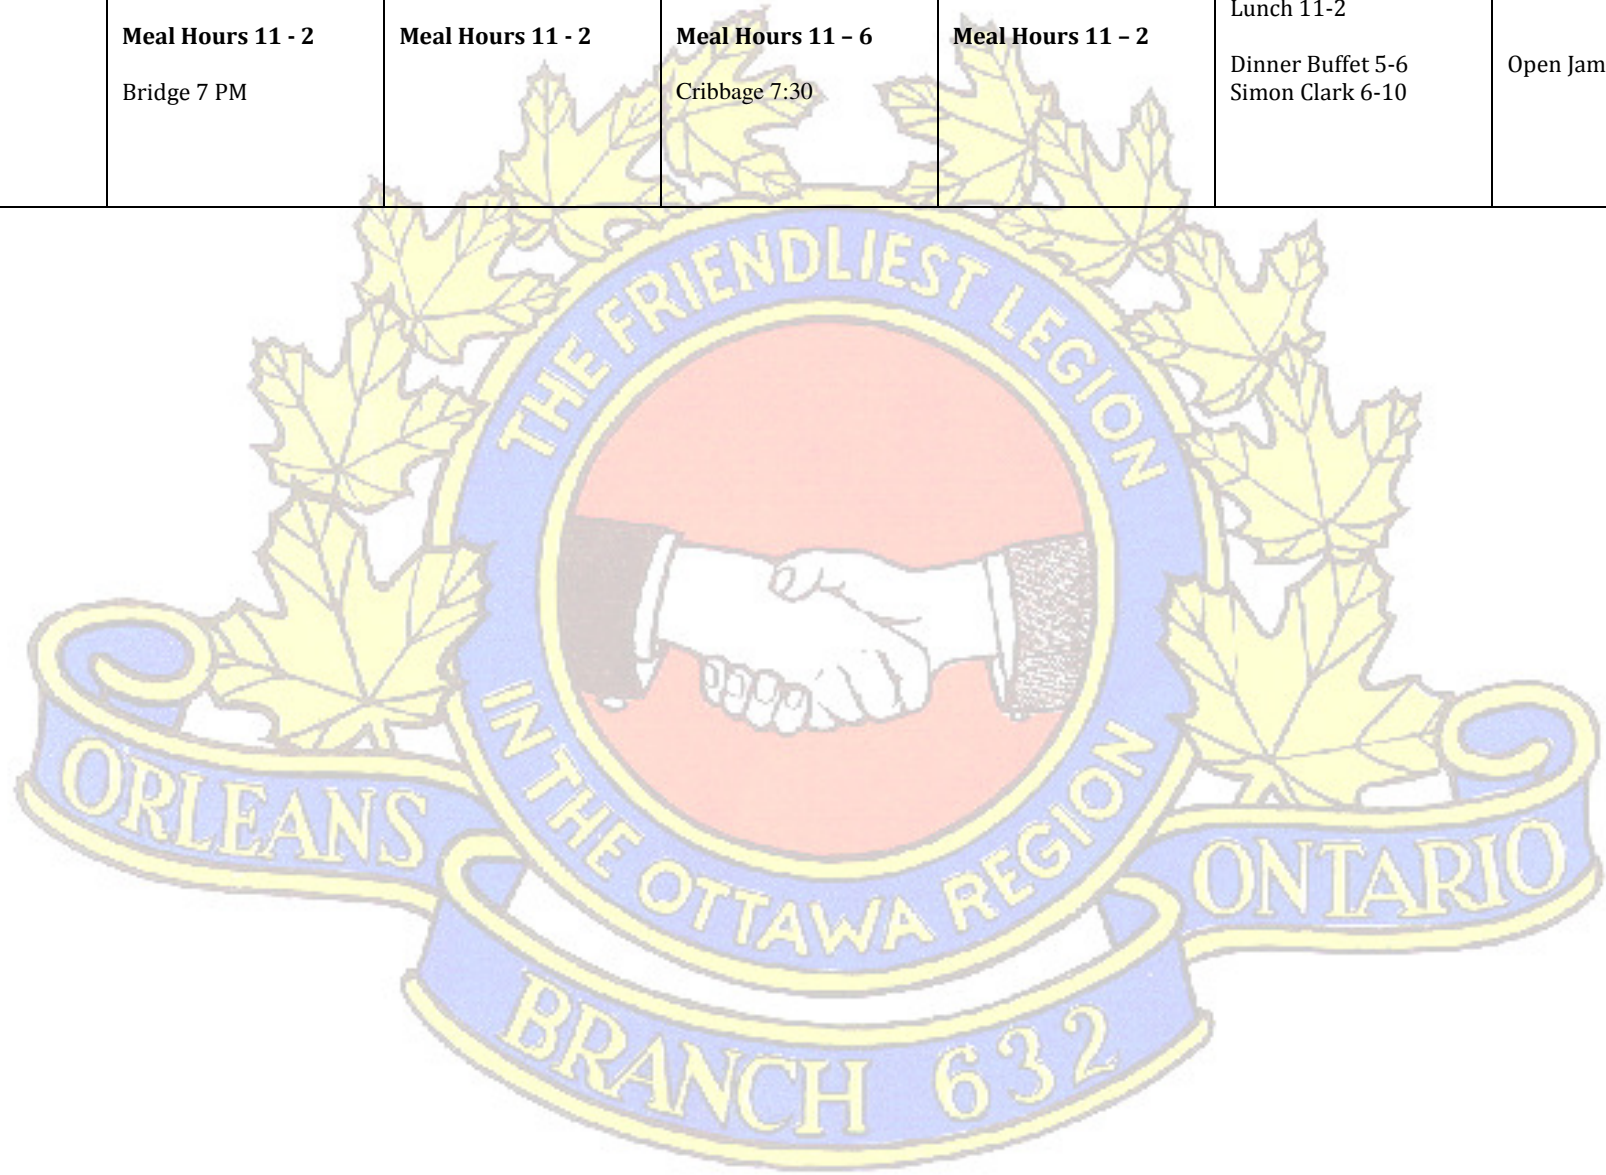 Meal Hours 11 - 2
Bridge 7 PM
Meal Hours 11 - 2
Meal Hours 11 – 6
Cribbage 7:30
Meal Hours 11 – 2
Lunch 11-2
Dinner Buffet 5-6
Simon Clark 6-10
Open Jam
THE FRIENDLIEST LEGION
IN THE OTTAWA REGION
ORLEANS
ONTARIO
BRANCH 632